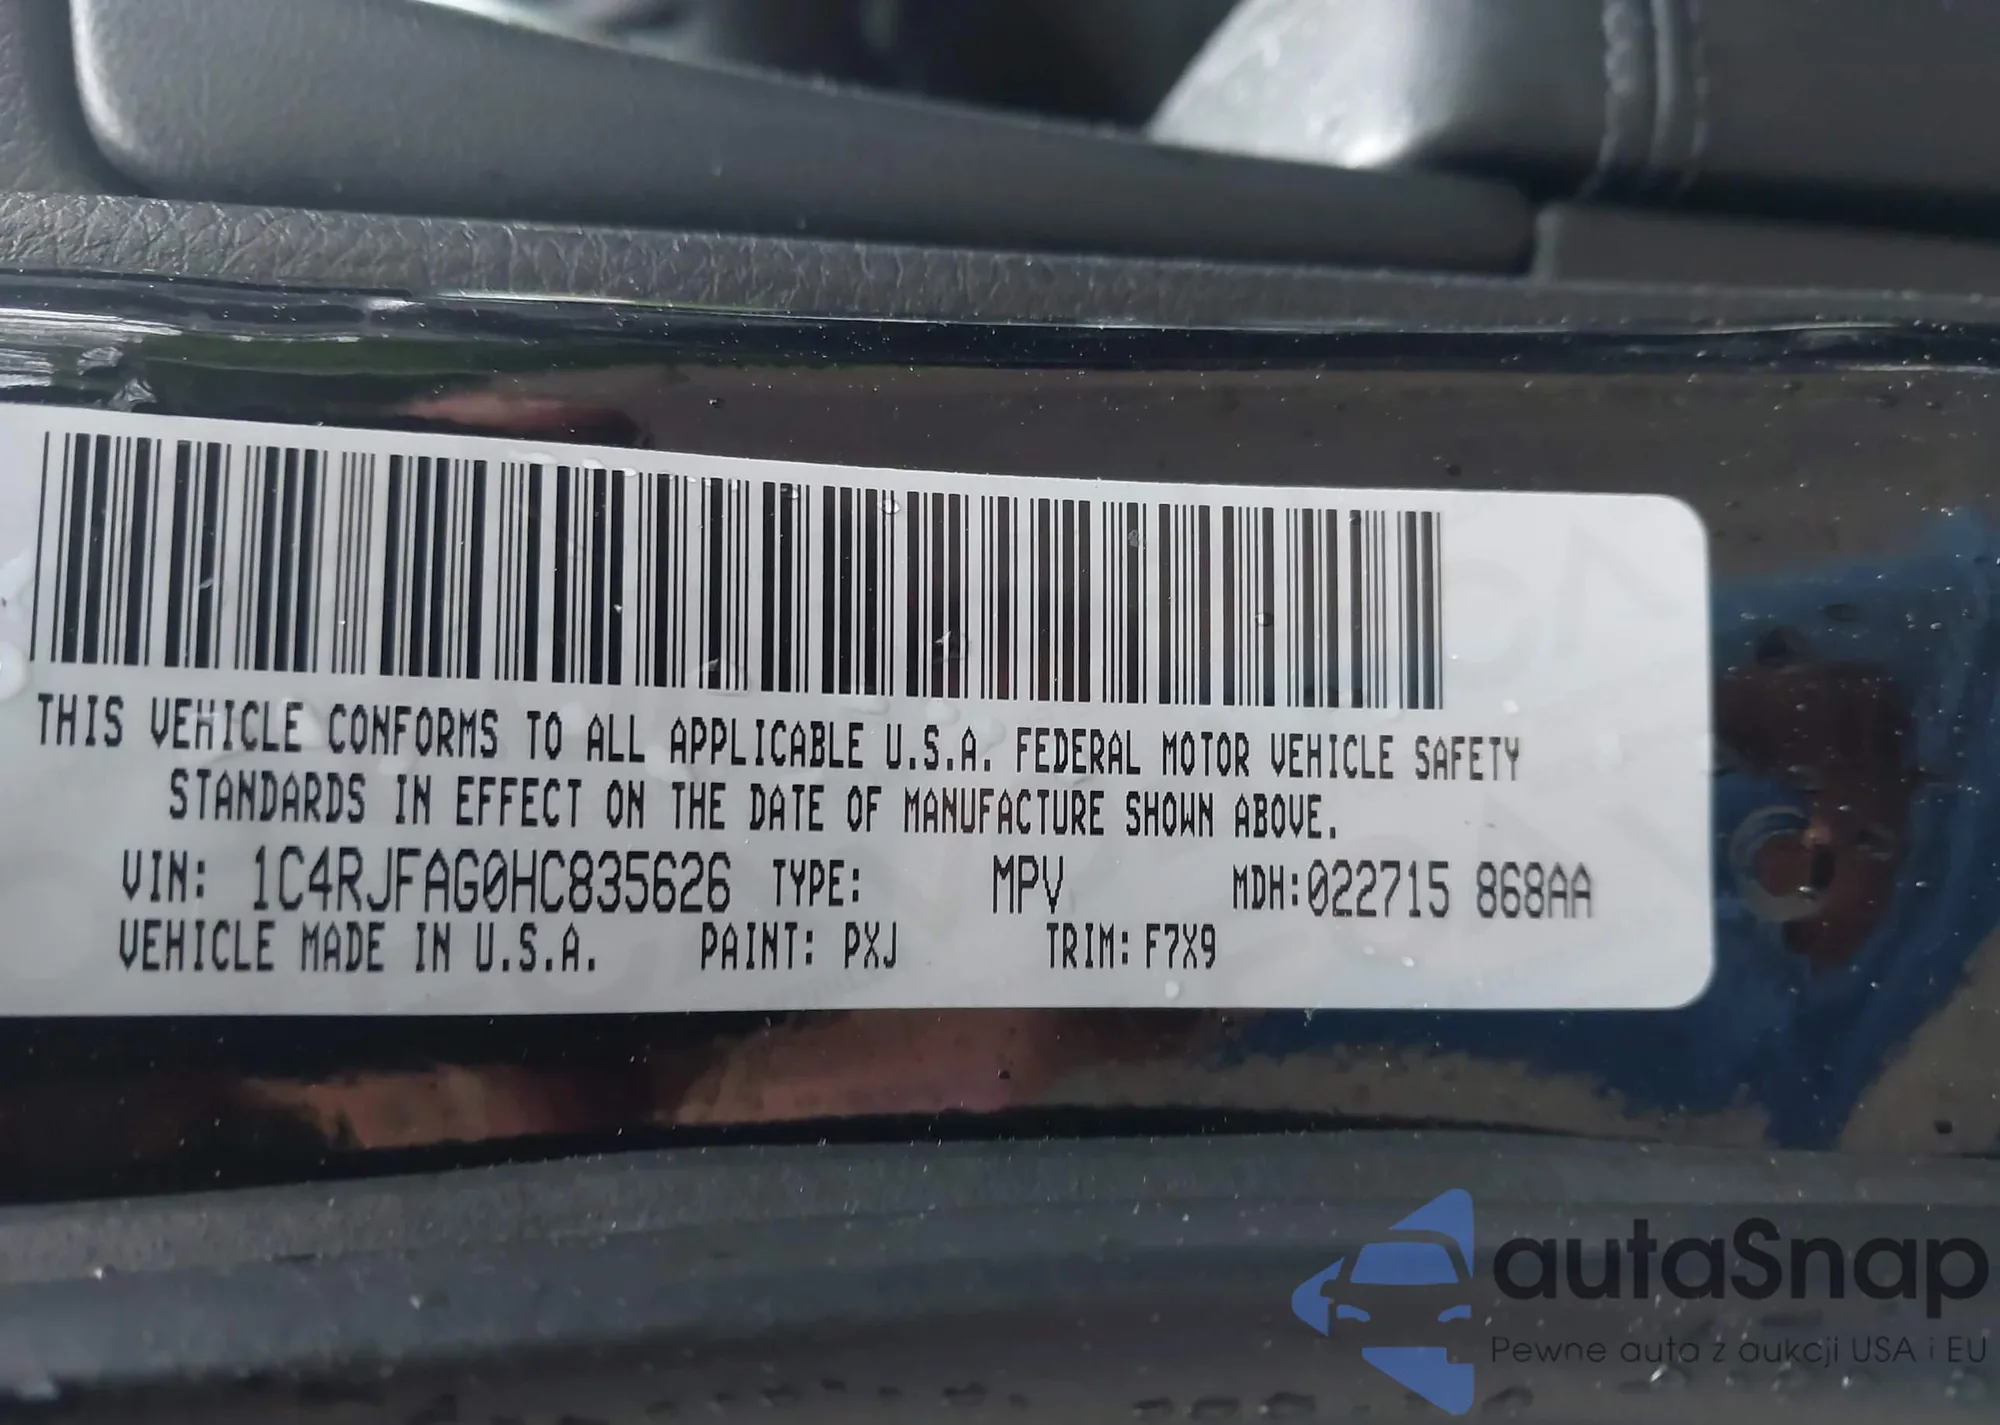 THIS VEHICLE CONFORMS TO ALL APPLICABLE U.S.A. FEDERAL MOTOR VEHICLE SAFETY
STANDARDS IN EFFECT ON THE DATE OF MANUFACTURE SHOWN ABOVE.
VIN: 1C4RJFAG0HC835626 TYPE: MPV MDH:022715 868AA
VEHICLE MADE IN U.S.A. PAINT: PXJ TRIM: F7X9
autaSnap
Pewne auta z aukcji USA i EU